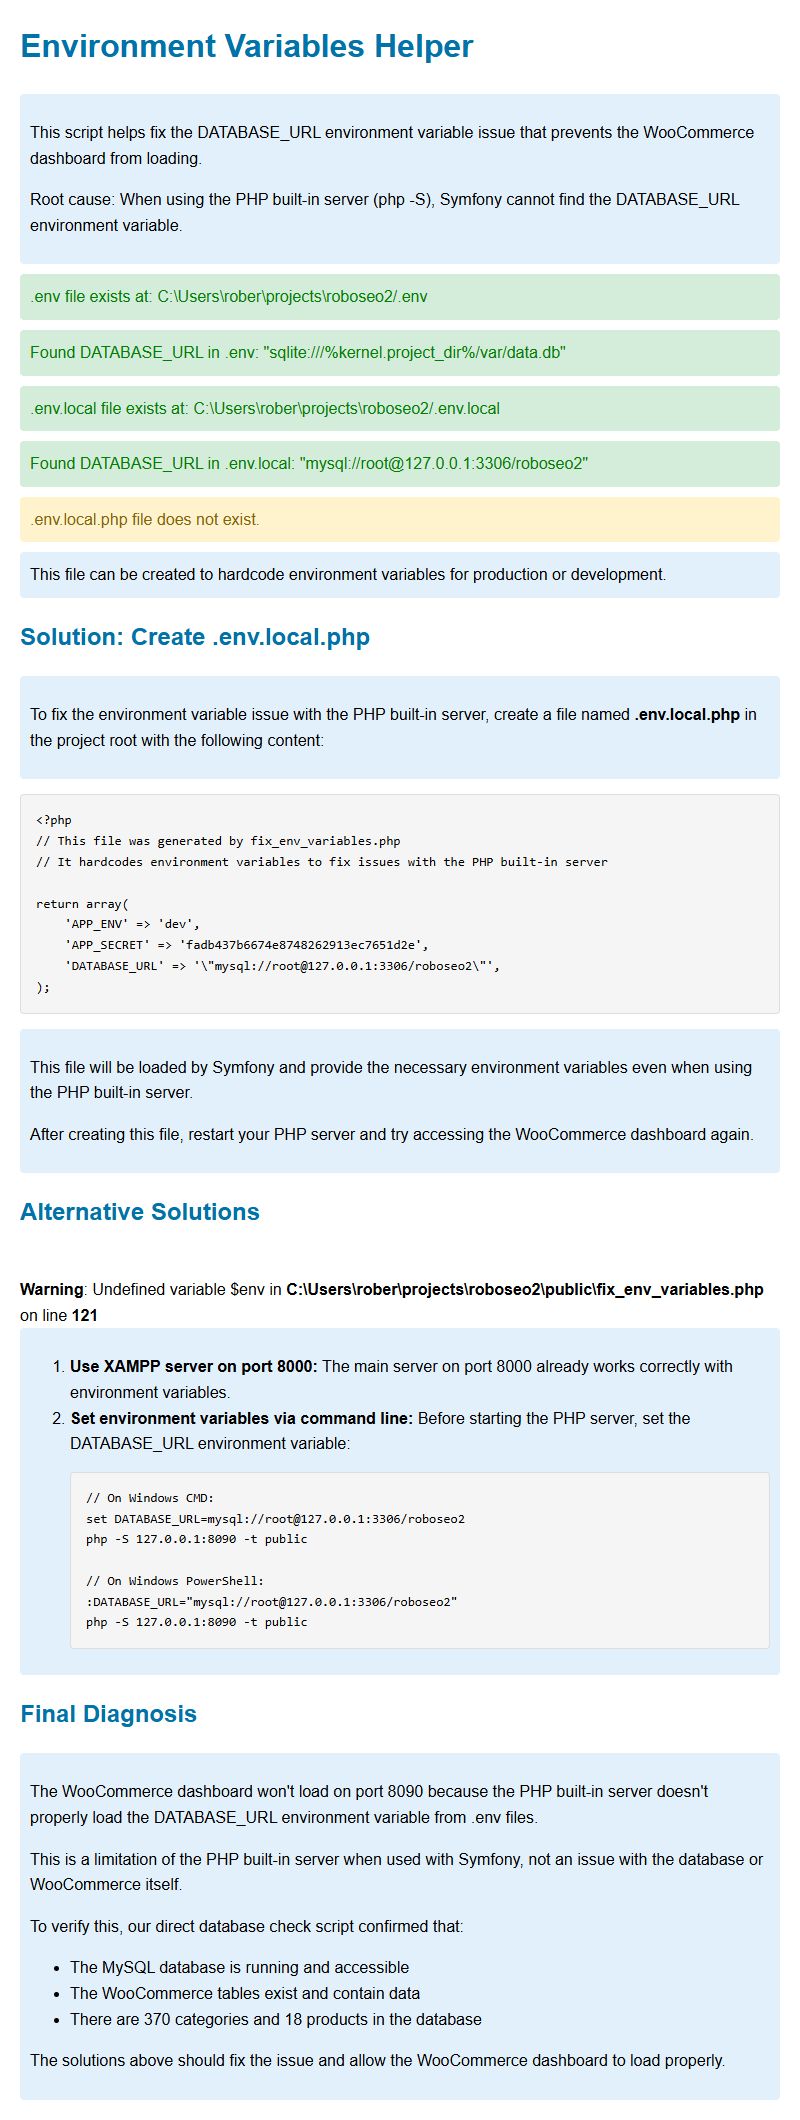 Environment Variables Helper
This script helps fix the DATABASE_URL environment variable issue that prevents the WooCommerce
dashboard from loading.
Root cause: When using the PHP built-in server (php -S), Symfony cannot find the DATABASE_URL
environment variable.
.env file exists at: C:\Users\rober\projects\roboseo2/.env
Found DATABASE_URL in .env: "sqlite:///%kernel.project_dir%/var/data.db"
.env.local file exists at: C:\Users\rober\projects\roboseo2/.env.local
Found DATABASE_URL in .env.local: "mysql://root@127.0.0.1:3306/roboseo2"
.env.local.php file does not exist.
This file can be created to hardcode environment variables for production or development.
Solution: Create .env.local.php
To fix the environment variable issue with the PHP built-in server, create a file named .env.local.php in
the project root with the following content:
<?php
// This file was generated by fix_env_variables.php
// It hardcodes environment variables to fix issues with the PHP built-in server
return array(
    'APP_ENV' => 'dev',
    'APP_SECRET' => 'fadb437b6674e8748262913ec7651d2e',
    'DATABASE_URL' => '\"mysql://root@127.0.0.1:3306/roboseo2\"',
);
This file will be loaded by Symfony and provide the necessary environment variables even when using
the PHP built-in server.
After creating this file, restart your PHP server and try accessing the WooCommerce dashboard again.
Alternative Solutions
Warning: Undefined variable $env in C:\Users\rober\projects\roboseo2\public\fix_env_variables.php
on line 121
1. Use XAMPP server on port 8000: The main server on port 8000 already works correctly with
environment variables.
2. Set environment variables via command line: Before starting the PHP server, set the
DATABASE_URL environment variable:
// On Windows CMD:
set DATABASE_URL=mysql://root@127.0.0.1:3306/roboseo2
php -S 127.0.0.1:8090 -t public
// On Windows PowerShell:
:DATABASE_URL="mysql://root@127.0.0.1:3306/roboseo2"
php -S 127.0.0.1:8090 -t public
Final Diagnosis
The WooCommerce dashboard won't load on port 8090 because the PHP built-in server doesn't
properly load the DATABASE_URL environment variable from .env files.
This is a limitation of the PHP built-in server when used with Symfony, not an issue with the database or
WooCommerce itself.
To verify this, our direct database check script confirmed that:
• The MySQL database is running and accessible
• The WooCommerce tables exist and contain data
• There are 370 categories and 18 products in the database
The solutions above should fix the issue and allow the WooCommerce dashboard to load properly.